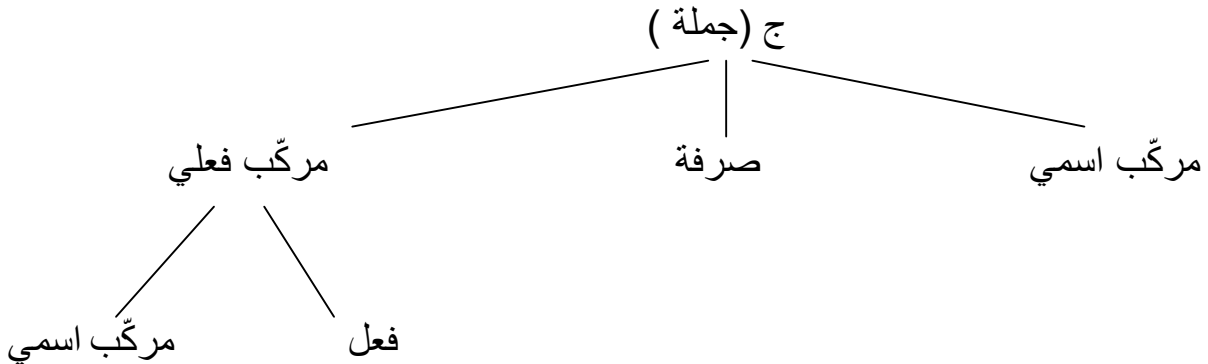 ج (جملة )
مركّب اسمي صرفة مركّب فعلي
فعل مركّب اسمي